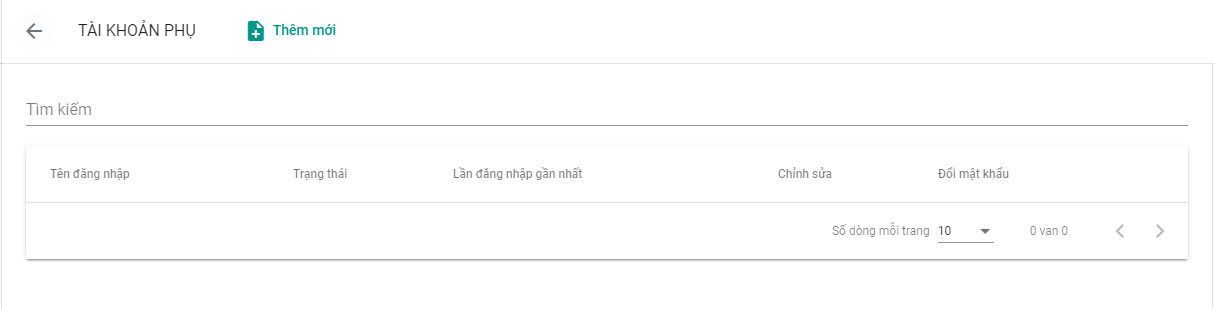 TÀI KHOẢN PHỤ Thêm mới
Tìm kiếm
Tên đăng nhập Trạng thái Lần đăng nhập gần nhất Chỉnh sửa Đổi mật khẩu
Số dòng mỗi trang 10 0 van 0